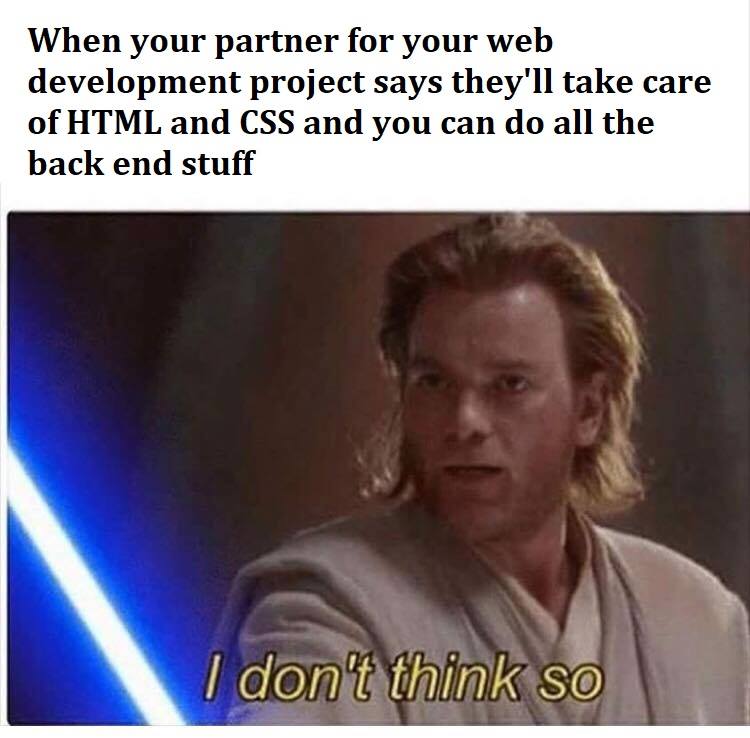 When your partner for your web
development project says they'll take care
of HTML and CSS and you can do all the
back end stuff
I don't think so